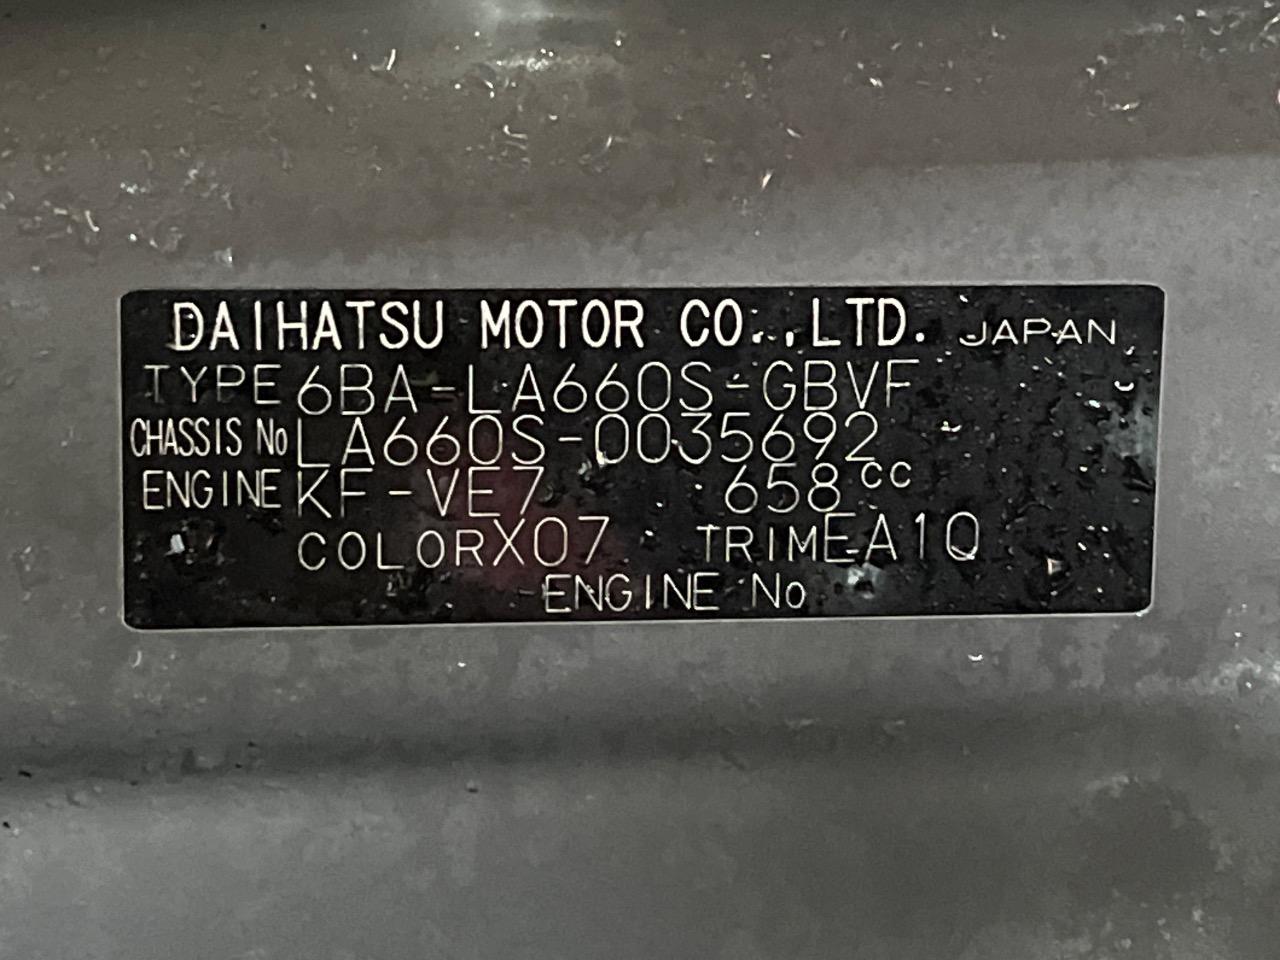 DAIHATSU MOTOR CO.,LTD. JAPAN
TYPE 6BA-LA660S-GBVF
CHASSIS No LA660S-0035692
ENGINE KF-VE7 658cc
COLOR X07 TRIM EA10
ENGINE No